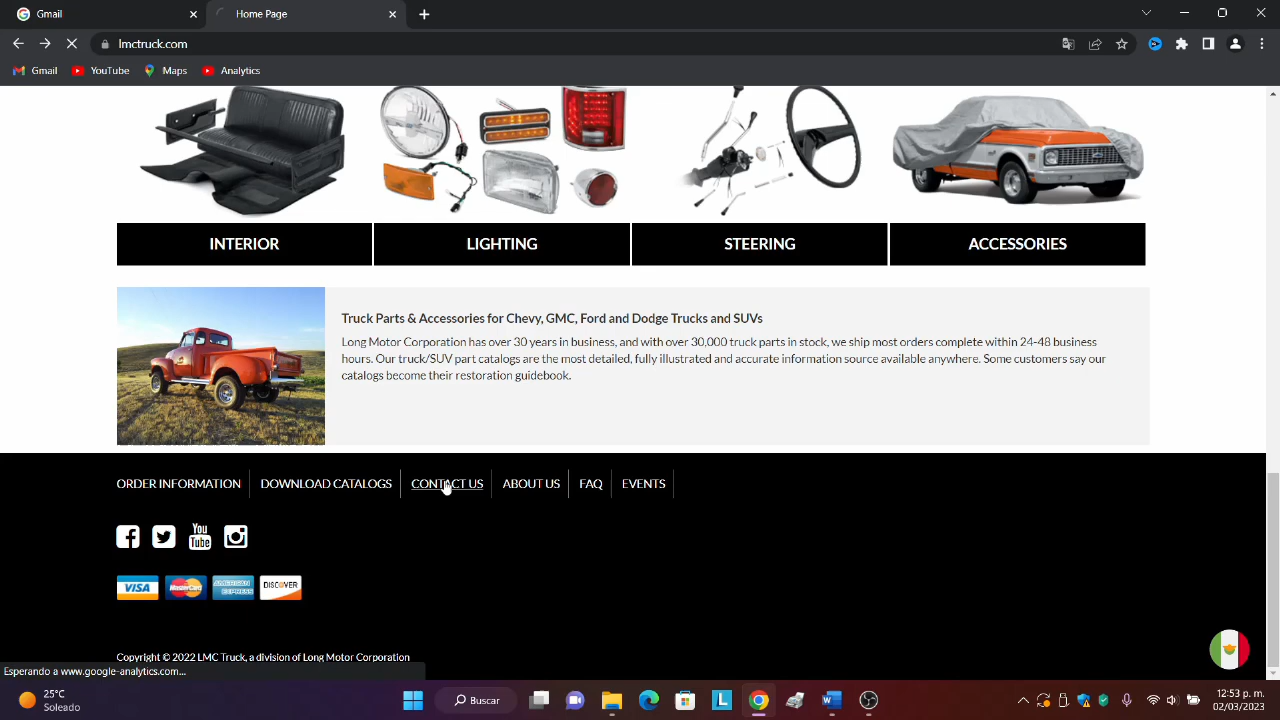 Gmail
Home Page
lmctruck.com
Gmail
YouTube
Maps
Analytics
INTERIOR
LIGHTING
STEERING
ACCESSORIES
Truck Parts & Accessories for Chevy, GMC, Ford and Dodge Trucks and SUVs
Long Motor Corporation has over 30 years in business, and with over 30,000 truck parts in stock, we ship most orders complete within 24-48 business
hours. Our truck/SUV part catalogs are the most detailed, fully illustrated and accurate information source available anywhere. Some customers say our
catalogs become their restoration guidebook.
ORDER INFORMATION
DOWNLOAD CATALOGS
CONTACT US
ABOUT US
FAQ
EVENTS
You
Tube
VISA
MasterCard
AMERICAN
EXPRESS
DISCOVER
Copyright © 2022 LMC Truck, a division of Long Motor Corporation
Esperando a www.google-analytics.com...
25°C
Soleado
Buscar
12:53 p. m.
02/03/2023